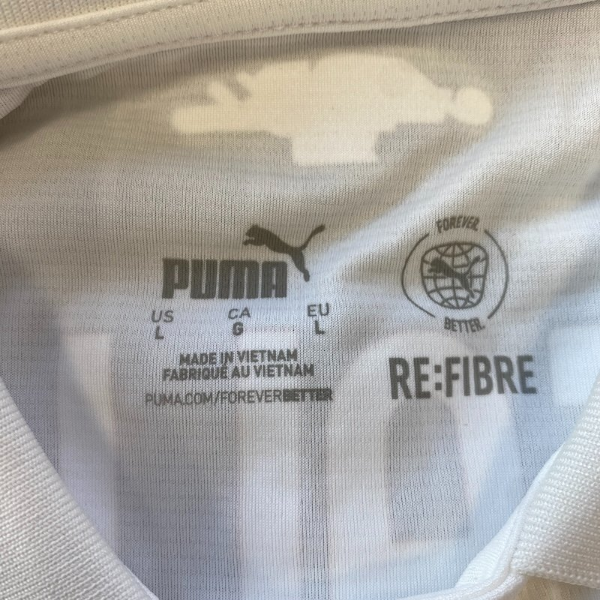 PUMA
US CA EU
L G L
MADE IN VIETNAM
FABRIQUÉ AU VIETNAM
PUMA.COM/FOREVERBETTER
FOREVER
BETTER.
RE:FIBRE